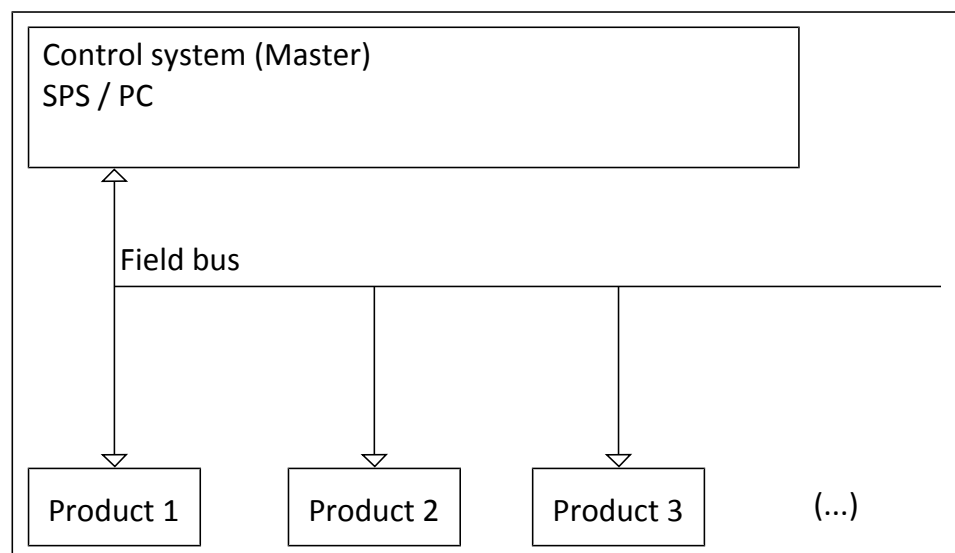 Control system (Master)
SPS / PC
Field bus
Product 1
Product 2
Product 3
(...)